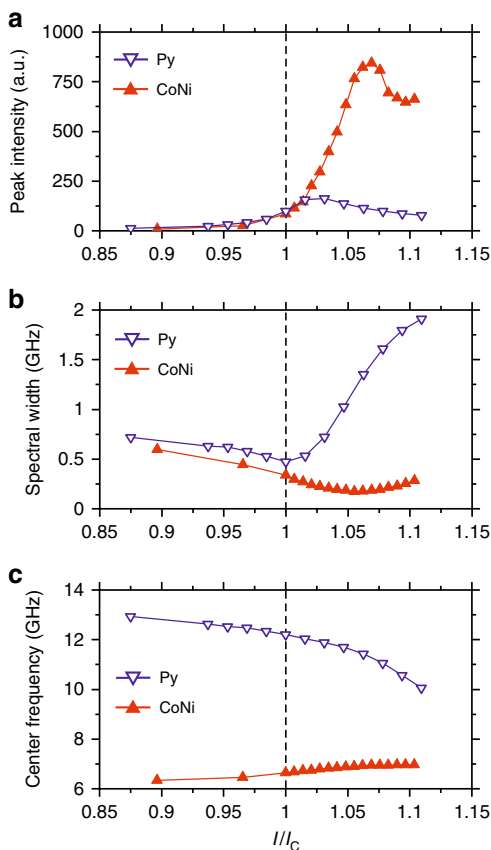 a
1000
750
500
250
0
Peak intensity (a.u.)
Py
CoNi
0.85 0.9 0.95 1 1.05 1.1 1.15
b
2
1.5
1
0.5
0
Spectral width (GHz)
Py
CoNi
0.85 0.9 0.95 1 1.05 1.1 1.15
c
14
12
10
8
6
Center frequency (GHz)
Py
CoNi
0.85 0.9 0.95 1 1.05 1.1 1.15
I/IC